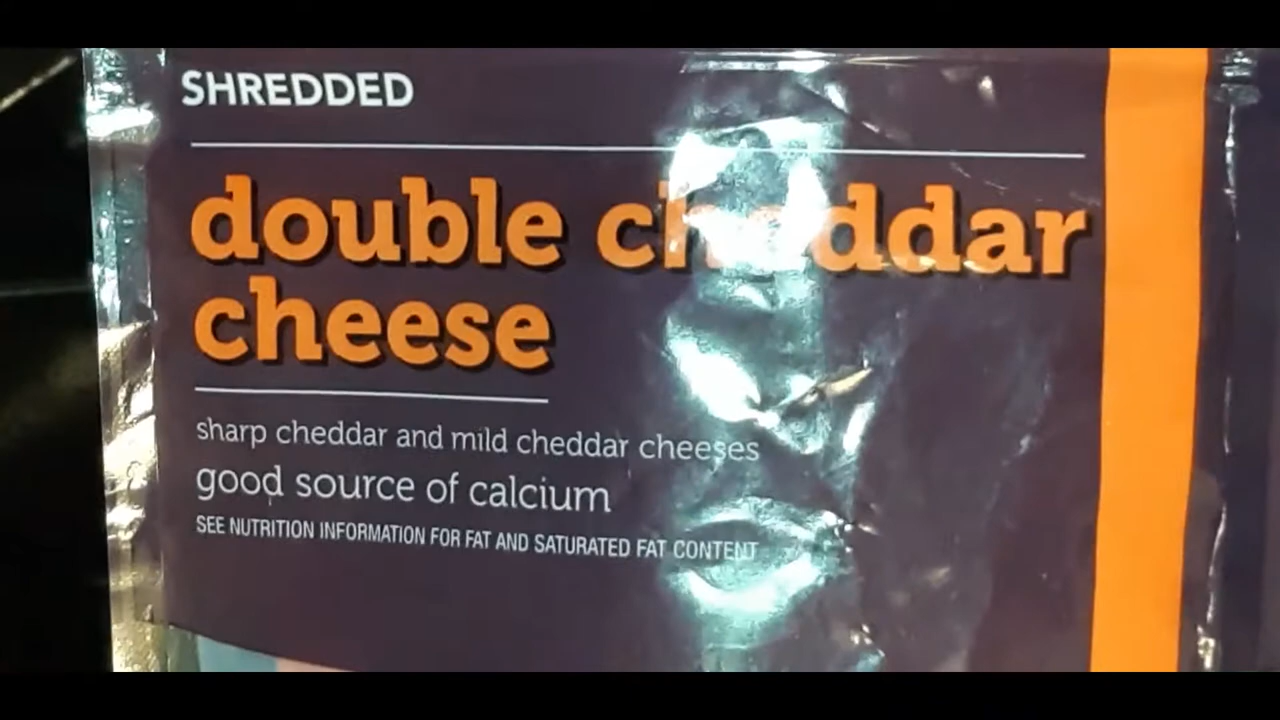 SHREDDED
double cheddar
cheese
sharp cheddar and mild cheddar cheeses
good source of calcium
SEE NUTRITION INFORMATION FOR FAT AND SATURATED FAT CONTENT